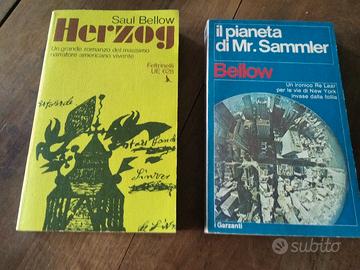 Saul Bellow
Herzog
Un grande romanzo del massimo
narratore americano vivente
Feltrinelli
UE 628
il pianeta
di Mr. Sammler
Bellow
Un ironico Re Lear
per le vie di New York
invase dalla follia
Garzanti
subito